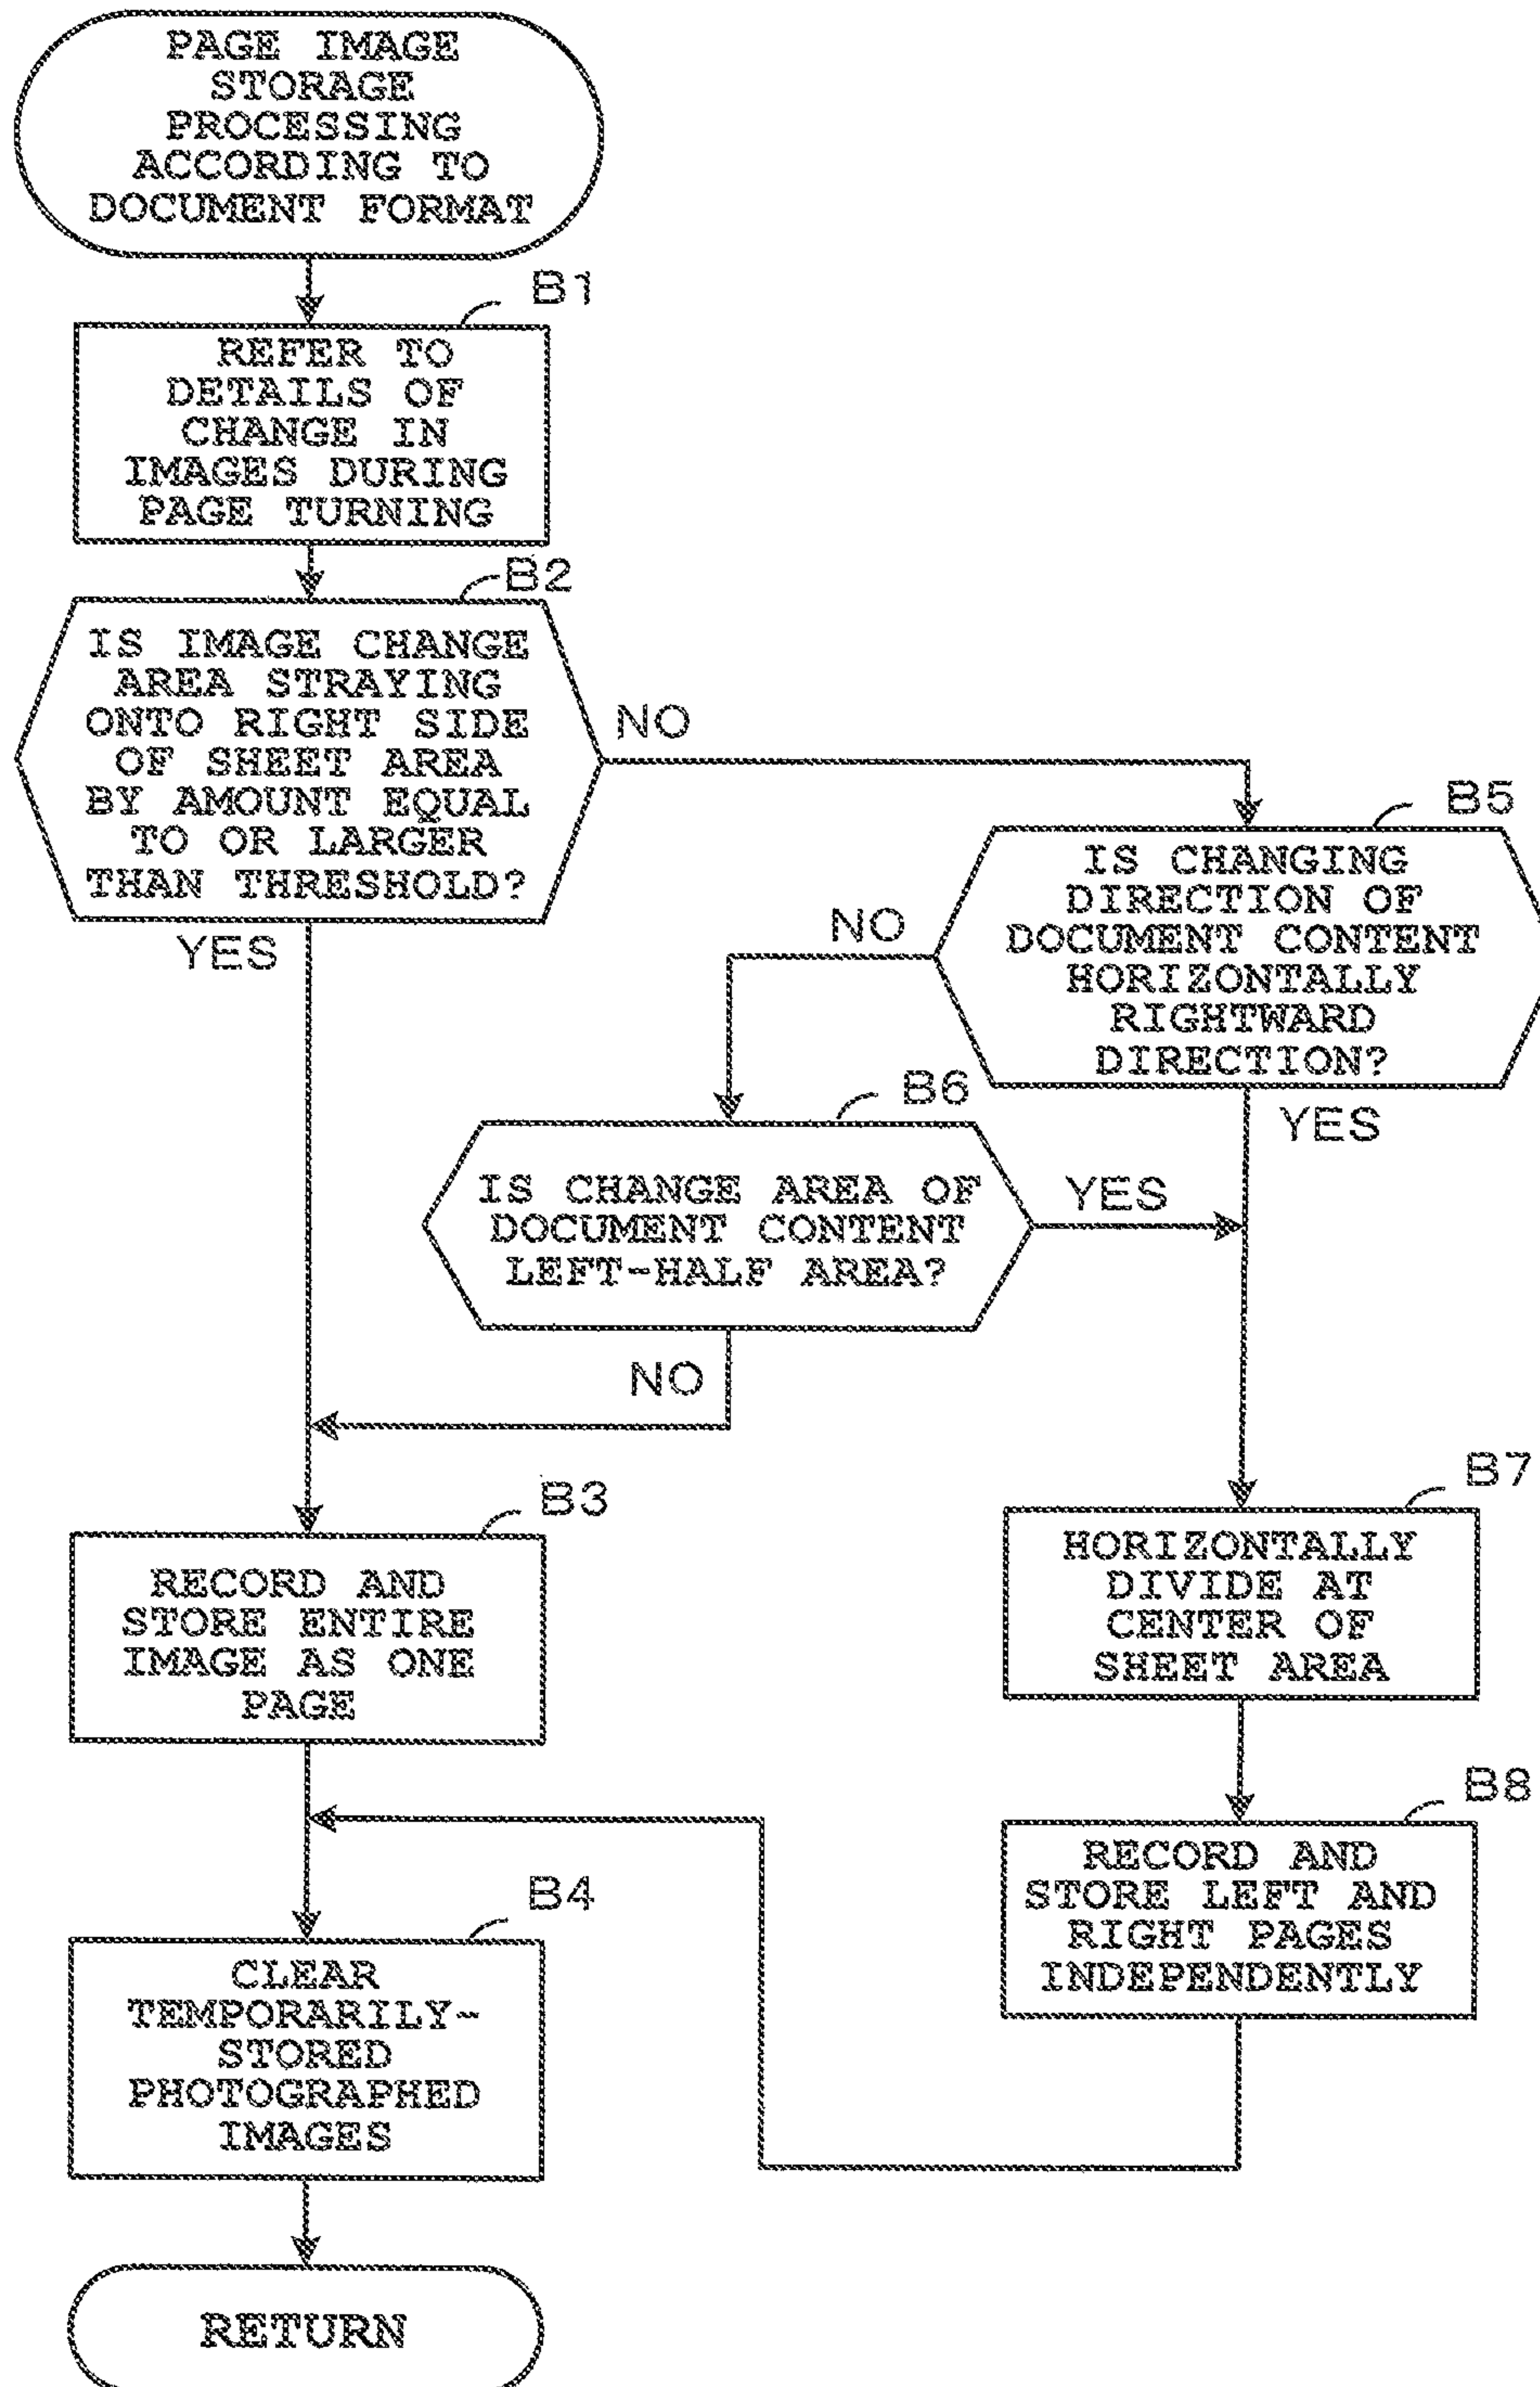 PAGE IMAGE
STORAGE
PROCESSING
ACCORDING TO
DOCUMENT FORMAT
B1
REFER TO
DETAILS OF
CHANGE IN
IMAGES DURING
PAGE TURNING
B2
IS IMAGE CHANGE
AREA STRAYING
ONTO RIGHT SIDE
OF SHEET AREA
BY AMOUNT EQUAL
TO OR LARGER
THAN THRESHOLD?
NO
YES
B5
IS CHANGING
DIRECTION OF
DOCUMENT CONTENT
HORIZONTALLY
RIGHTWARD
DIRECTION?
NO
YES
B6
IS CHANGE AREA OF
DOCUMENT CONTENT
LEFT-HALF AREA?
YES
NO
B3
RECORD AND
STORE ENTIRE
IMAGE AS ONE
PAGE
B7
HORIZONTALLY
DIVIDE AT
CENTER OF
SHEET AREA
B8
RECORD AND
STORE LEFT AND
RIGHT PAGES
INDEPENDENTLY
B4
CLEAR
TEMPORARILY-
STORED
PHOTOGRAPHED
IMAGES
RETURN